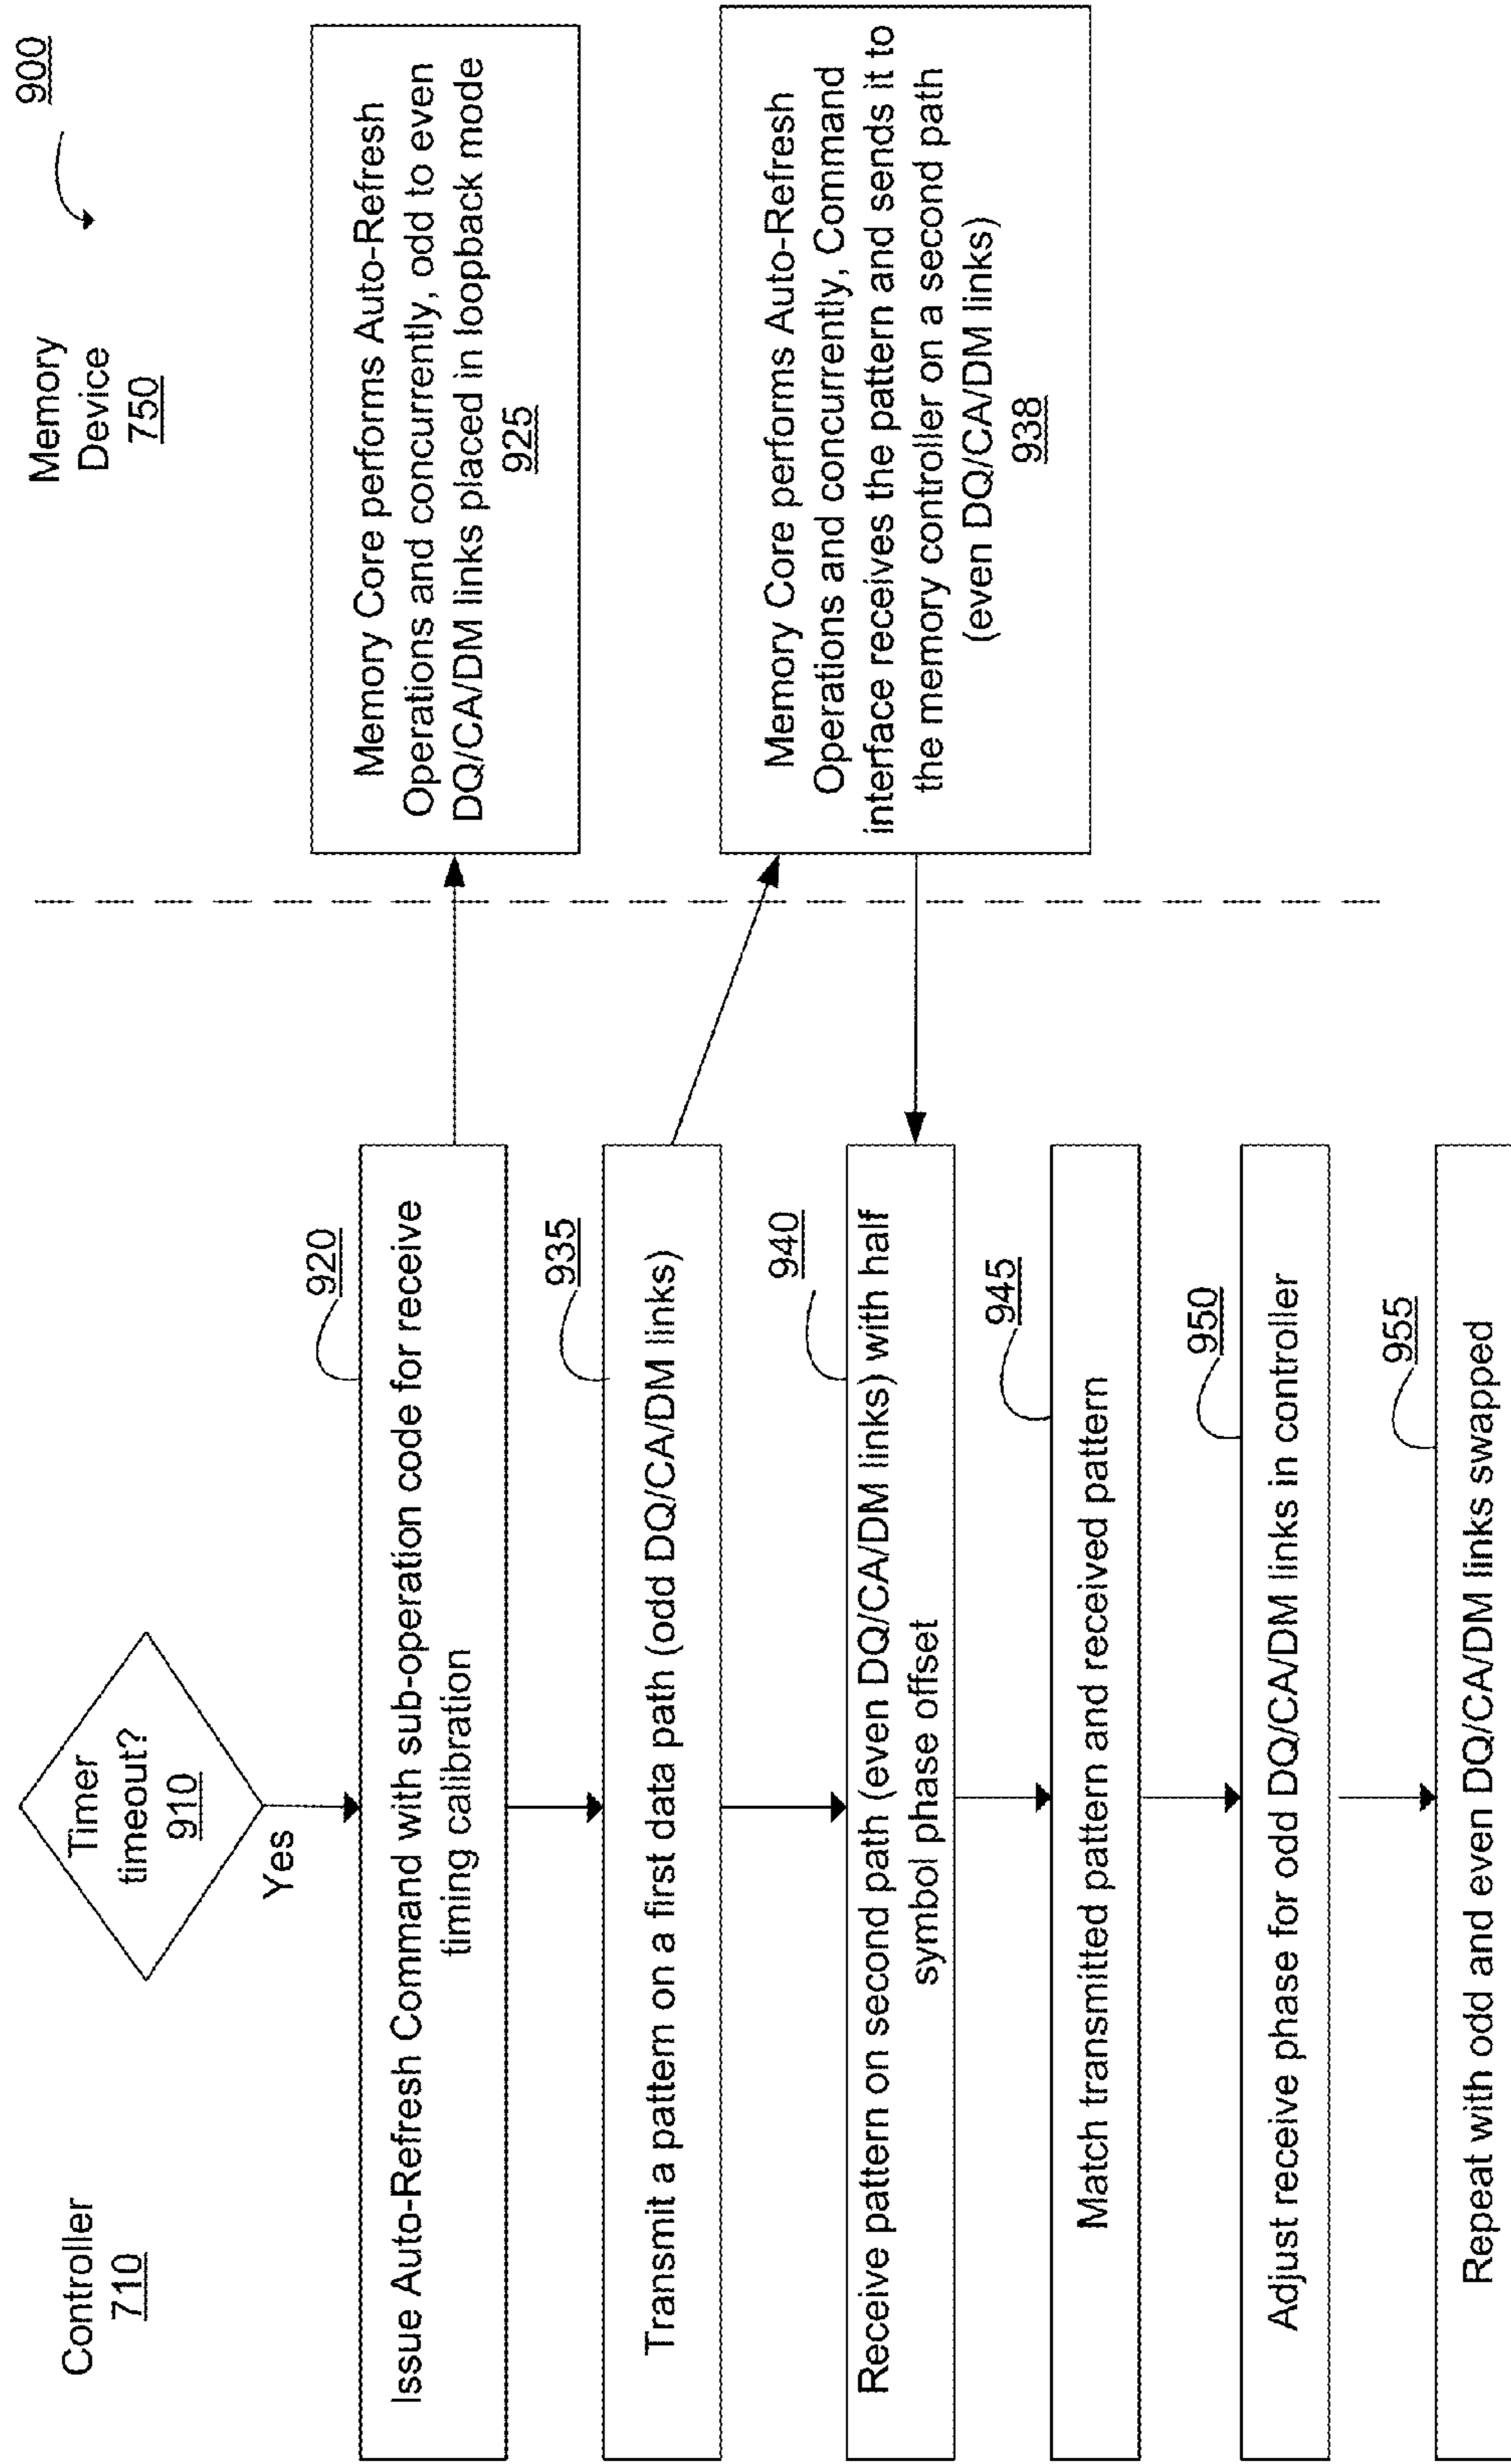 900
Controller
710
Memory
Device
750
Timer
timeout?
910
Yes
920
Issue Auto-Refresh Command with sub-operation code for receive
timing calibration
Memory Core performs Auto-Refresh
Operations and concurrently, odd to even
DQ/CA/DM links placed in loopback mode
925
935
Transmit a pattern on a first data path (odd DQ/CA/DM links)
Memory Core performs Auto-Refresh
Operations and concurrently, Command
interface receives the pattern and sends it to
the memory controller on a second path
(even DQ/CA/DM links)
938
940
Receive pattern on second path (even DQ/CA/DM links) with half
symbol phase offset
945
Match transmitted pattern and received pattern
950
Adjust receive phase for odd DQ/CA/DM links in controller
955
Repeat with odd and even DQ/CA/DM links swapped